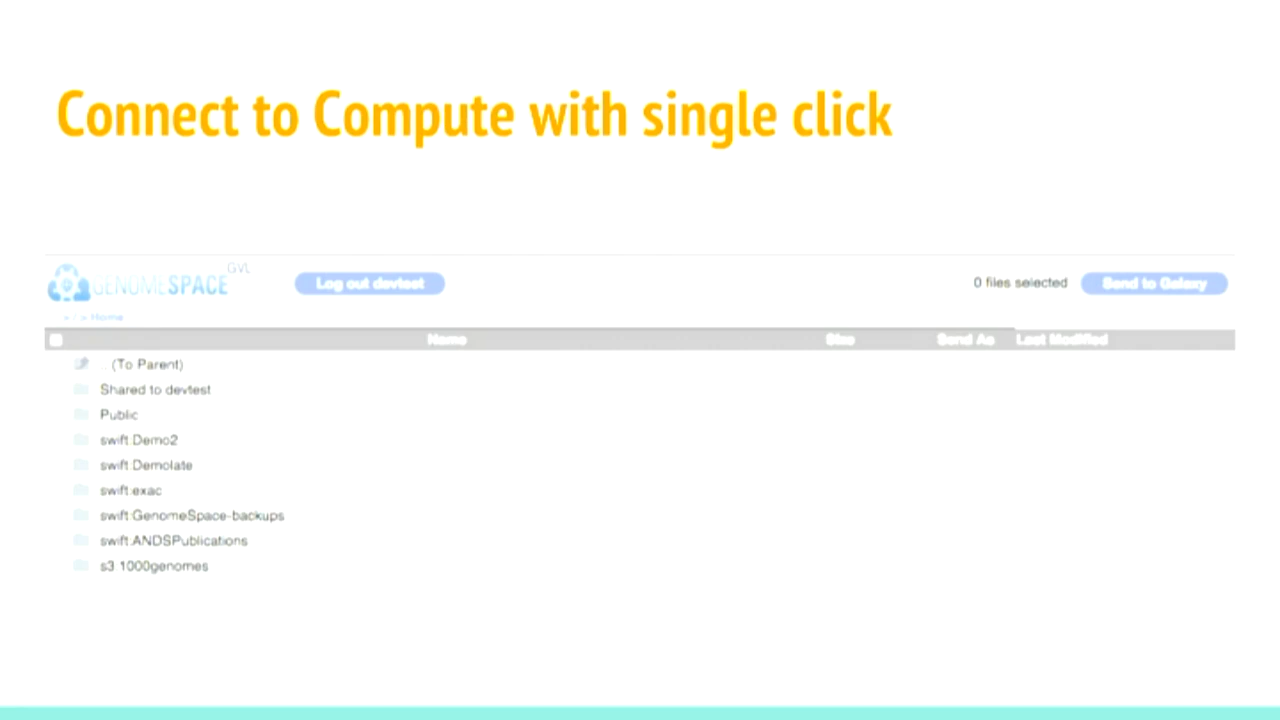 Connect to Compute with single click
GENOMESPACE GVL
Log out devtest
0 files selected
Send to Galaxy
Home
Name Size Send As Last Modified
.. (To Parent)
Shared to devtest
Public
swift:Demo2
swift:Demolate
swift:exac
swift:GenomeSpace-backups
swift:ANDSPublications
s3:1000genomes